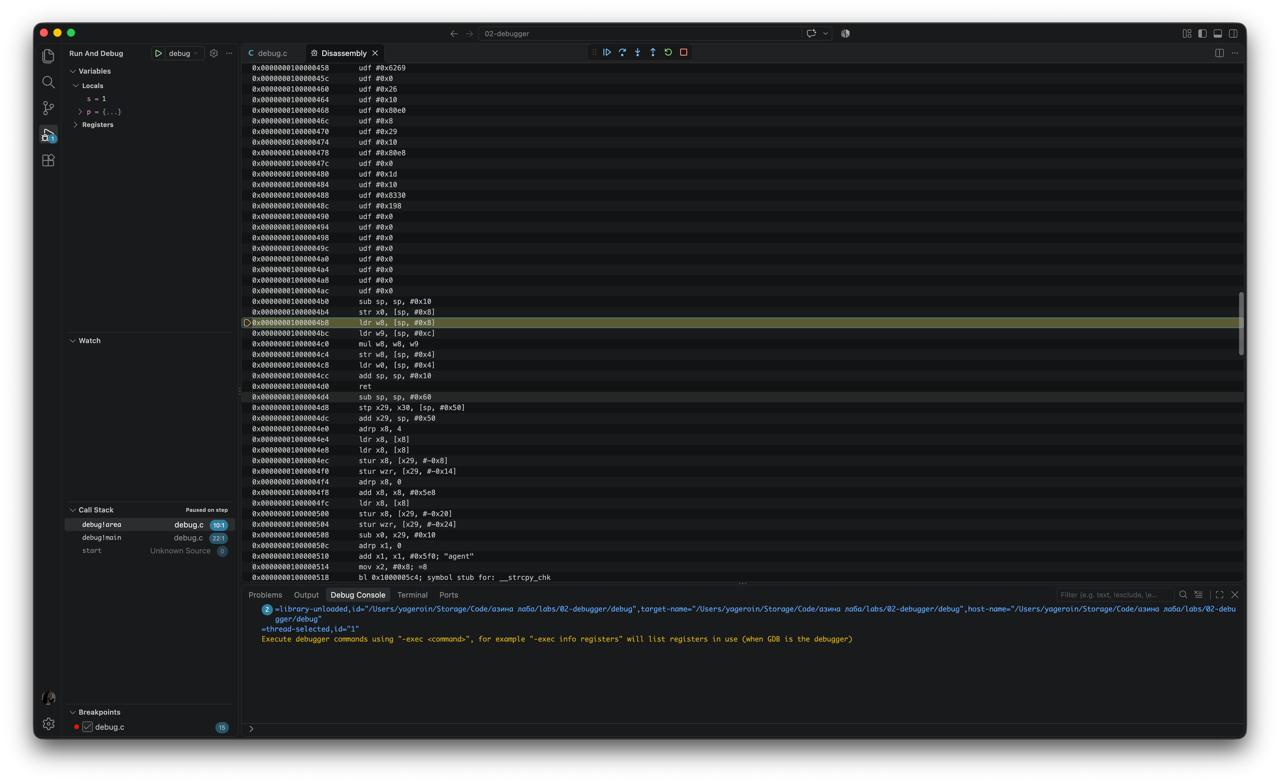 02-debugger
Run And Debug
debug
debug.c
Disassembly
Variables
Locals
s = 1
p = {...}
Registers
Watch
Call Stack
Paused on step
debug!area debug.c 10:1
debug!main debug.c 22:1
start Unknown Source 0
Breakpoints
debug.c 15
1
0x0000000100000458 udf #0x6269
0x000000010000045c udf #0x0
0x0000000100000460 udf #0x26
0x0000000100000464 udf #0x10
0x0000000100000468 udf #0x80e0
0x000000010000046c udf #0x8
0x0000000100000470 udf #0x29
0x0000000100000474 udf #0x10
0x0000000100000478 udf #0x80e8
0x000000010000047c udf #0x0
0x0000000100000480 udf #0x1d
0x0000000100000484 udf #0x10
0x0000000100000488 udf #0x8330
0x000000010000048c udf #0x198
0x0000000100000490 udf #0x0
0x0000000100000494 udf #0x0
0x0000000100000498 udf #0x0
0x000000010000049c udf #0x0
0x00000001000004a0 udf #0x0
0x00000001000004a4 udf #0x0
0x00000001000004a8 udf #0x0
0x00000001000004ac udf #0x0
0x00000001000004b0 sub sp, sp, #0x10
0x00000001000004b4 str x0, [sp, #0x8]
0x00000001000004b8 ldr w8, [sp, #0x8]
0x00000001000004bc ldr w9, [sp, #0xc]
0x00000001000004c0 mul w8, w8, w9
0x00000001000004c4 str w8, [sp, #0x4]
0x00000001000004c8 ldr w0, [sp, #0x4]
0x00000001000004cc add sp, sp, #0x10
0x00000001000004d0 ret
0x00000001000004d4 sub sp, sp, #0x60
0x00000001000004d8 stp x29, x30, [sp, #0x50]
0x00000001000004dc add x29, sp, #0x50
0x00000001000004e0 adrp x8, 4
0x00000001000004e4 ldr x8, [x8]
0x00000001000004e8 ldr x8, [x8]
0x00000001000004ec stur x8, [x29, #-0x8]
0x00000001000004f0 stur wzr, [x29, #-0x14]
0x00000001000004f4 adrp x8, 0
0x00000001000004f8 add x8, x8, #0x5e8
0x00000001000004fc ldr x8, [x8]
0x0000000100000500 stur x8, [x29, #-0x20]
0x0000000100000504 stur wzr, [x29, #-0x24]
0x0000000100000508 sub x0, x29, #0x10
0x000000010000050c adrp x1, 0
0x0000000100000510 add x1, x1, #0x5f0; "agent"
0x0000000100000514 mov x2, #0x8; =8
0x0000000100000518 bl 0x1000005c4; symbol stub for: __strcpy_chk
Problems Output Debug Console Terminal Ports
Filter (e.g. text, !exclude, \e...
2 =library-unloaded,id="/Users/yageroin/Storage/Code/азина лаба/labs/02-debugger/debug",target-name="/Users/yageroin/Storage/Code/азина лаба/labs/02-debugger/debug",host-name="/Users/yageroin/Storage/Code/азина лаба/labs/02-debu
gger/debug"
=thread-selected,id="1"
Execute debugger commands using "-exec <command>", for example "-exec info registers" will list registers in use (when GDB is the debugger)